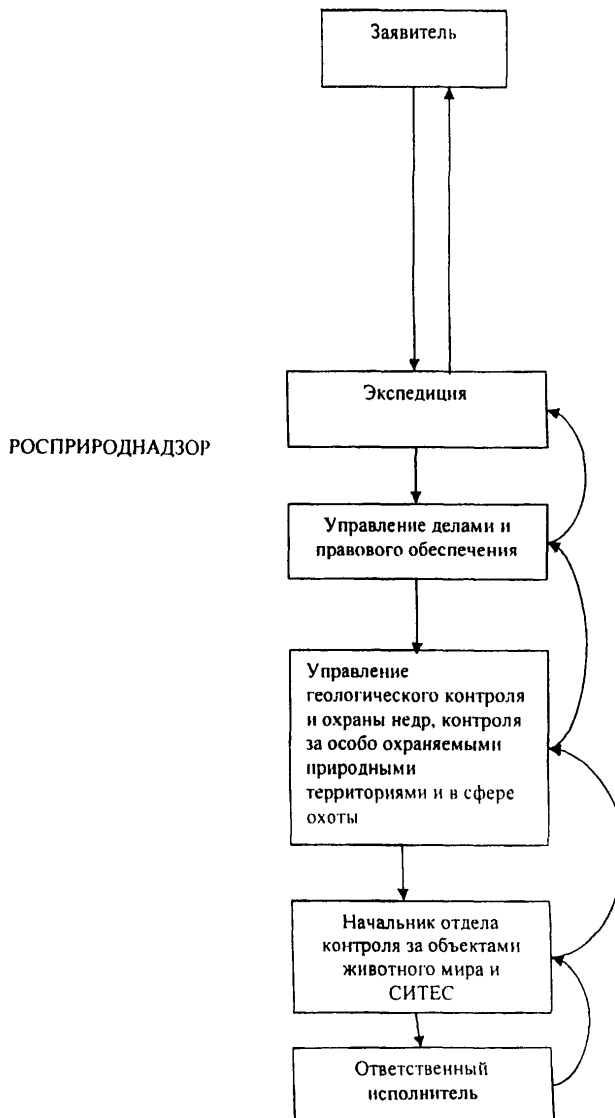 Заявитель
Экспедиция
РОСПРИРОДНАДЗОР
Управление делами и
правового обеспечения
Управление
геологического контроля
и охраны недр, контроля
за особо охраняемыми
природными
территориями и в сфере
охоты
Начальник отдела
контроля за объектами
животного мира и
СИТЕС
Ответственный
исполнитель